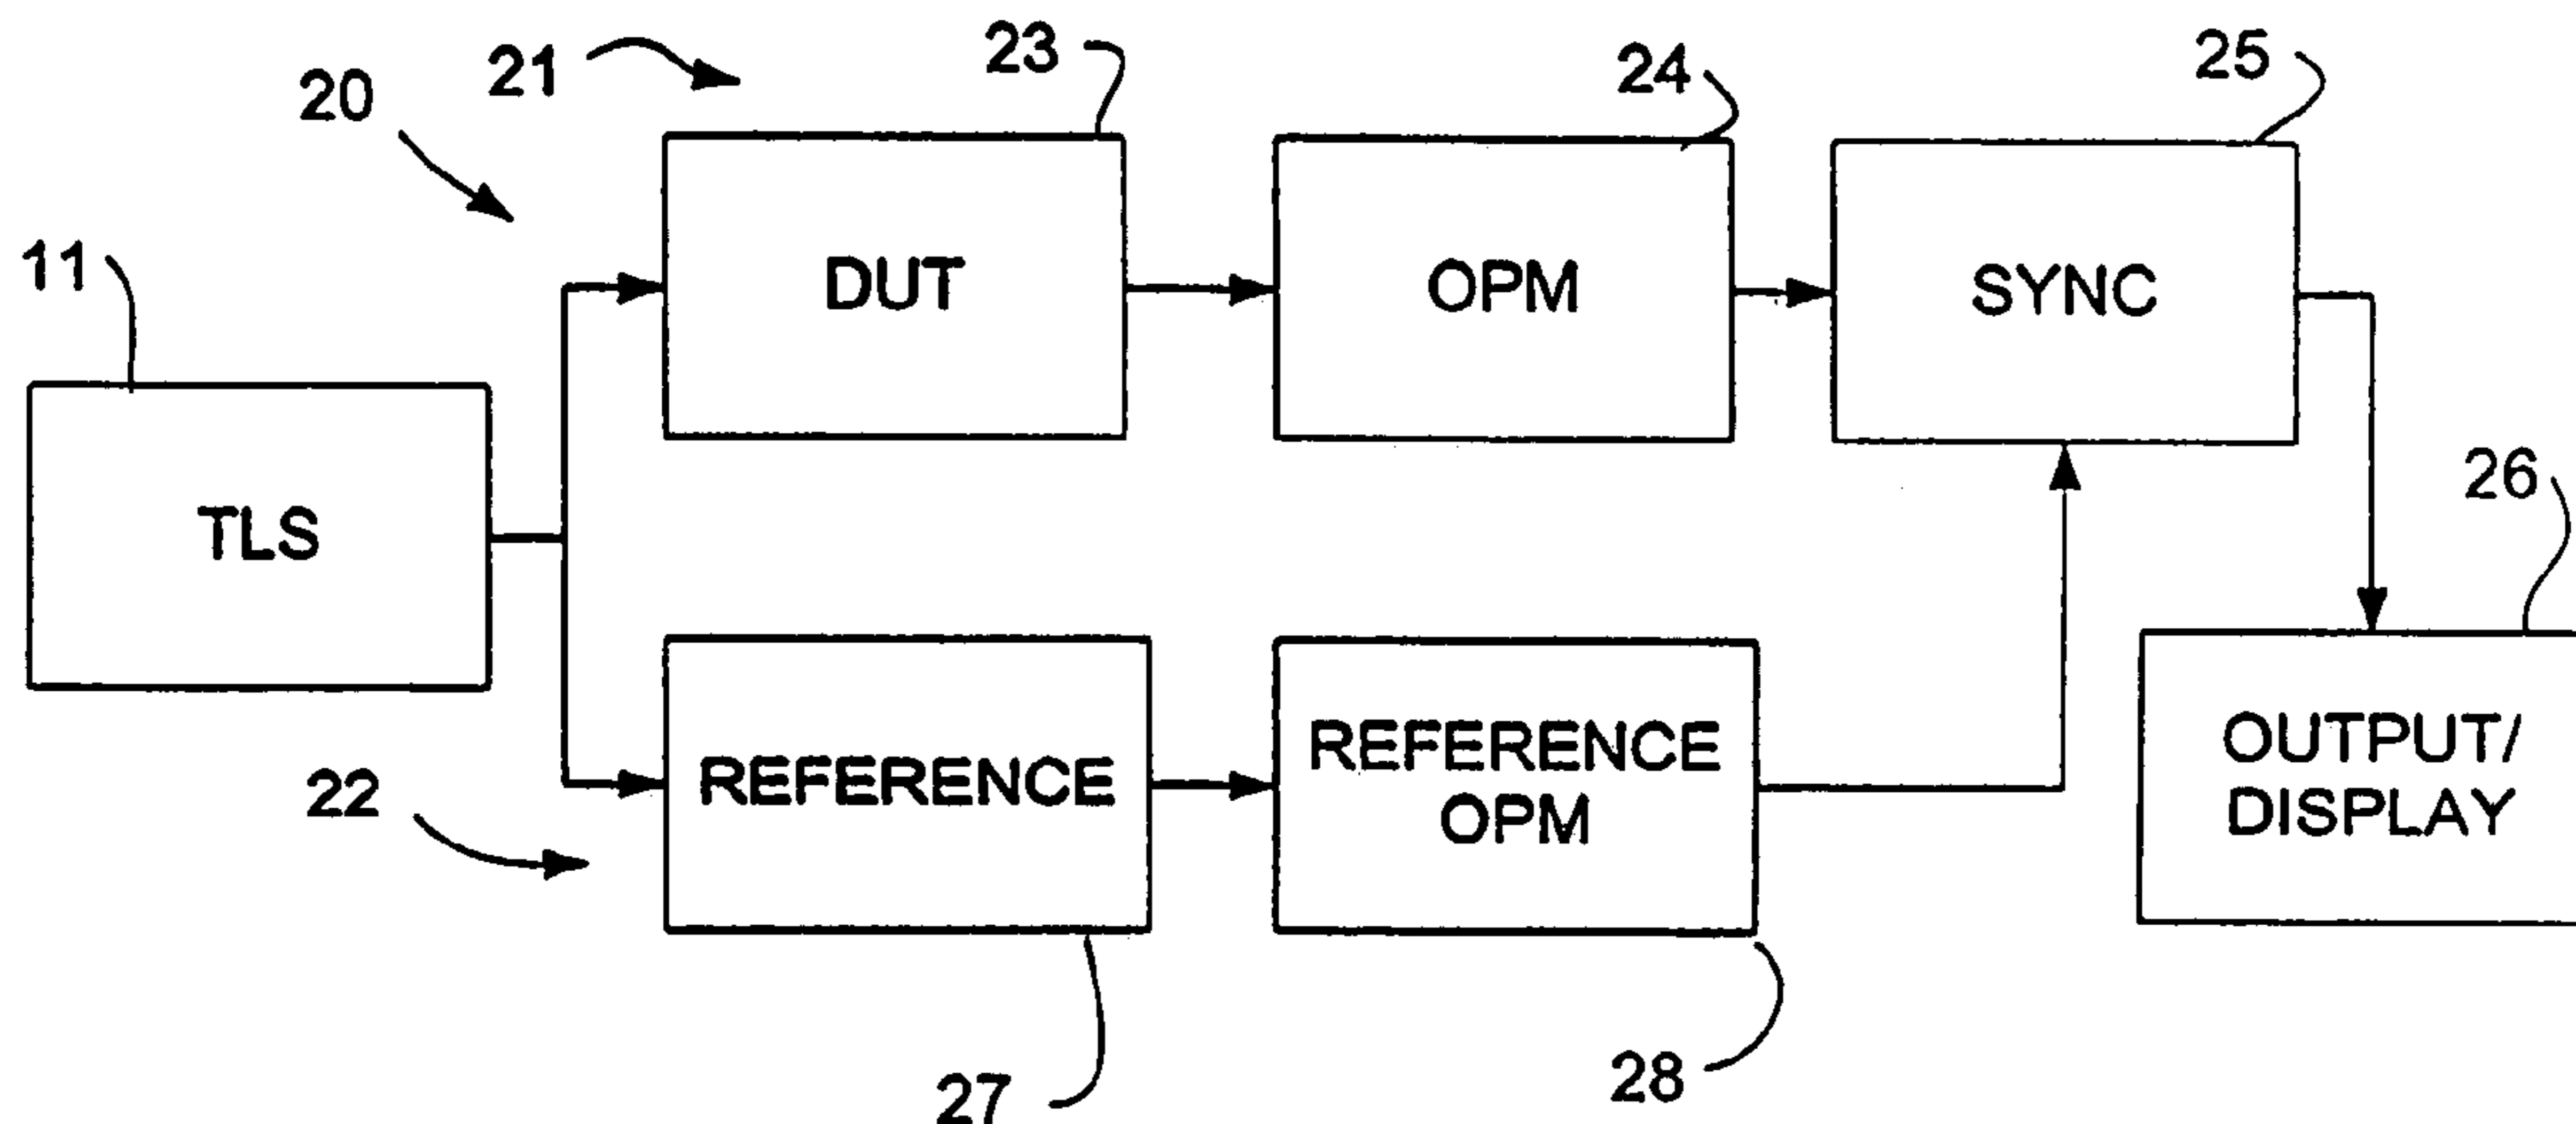 21
23
24
25
20
11
DUT
OPM
SYNC
26
TLS
22
REFERENCE
REFERENCE
OPM
OUTPUT/
DISPLAY
27
28